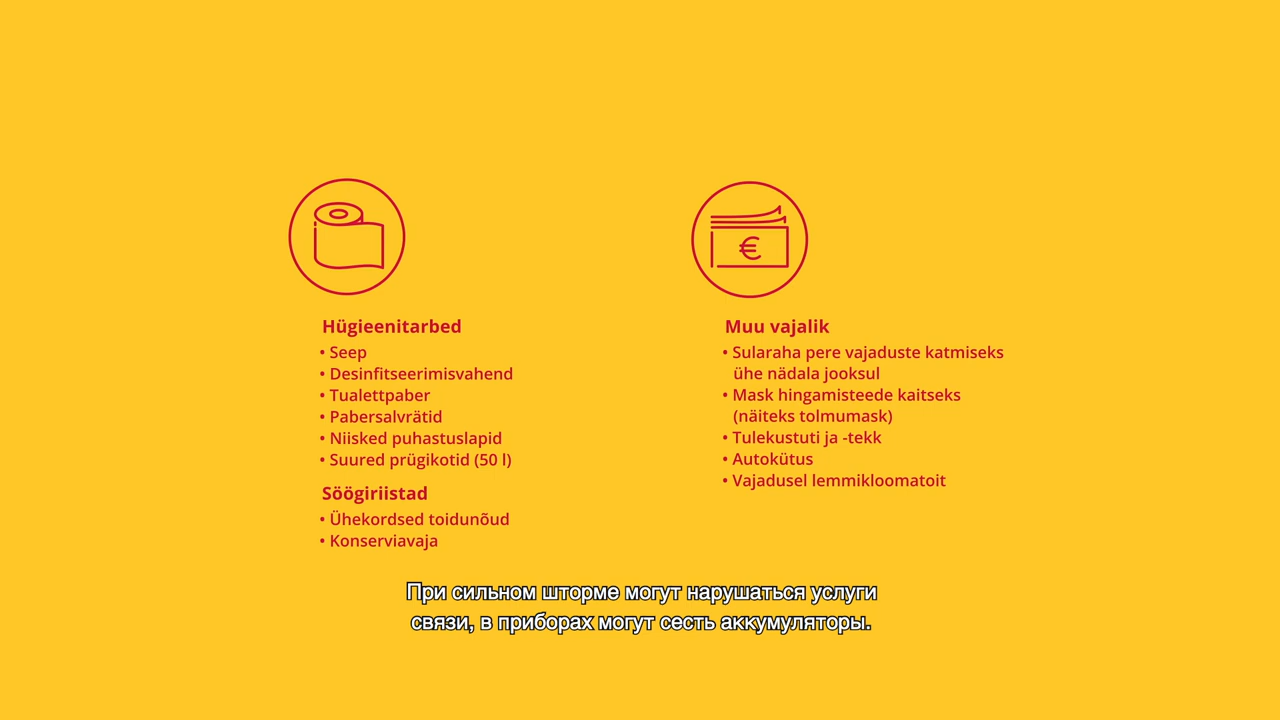 Hügieenitarbed
• Seep
• Desinfitseerimisvahend
• Tualettpaber
• Pabersalvrätid
• Niisked puhastuslapid
• Suured prügikotid (50 l)
Söögiriistad
• Ühekordsed toidunõud
• Konserviavaja
€
Muu vajalik
• Sularaha pere vajaduste katmiseks
ühe nädala jooksul
• Mask hingamisteede kaitseks
(näiteks tolmumask)
• Tulekustuti ja -tekk
• Autokütus
• Vajadusel lemmikloomatoit
При сильном шторме могут нарушаться услуги
связи, в приборах могут сесть аккумуляторы.